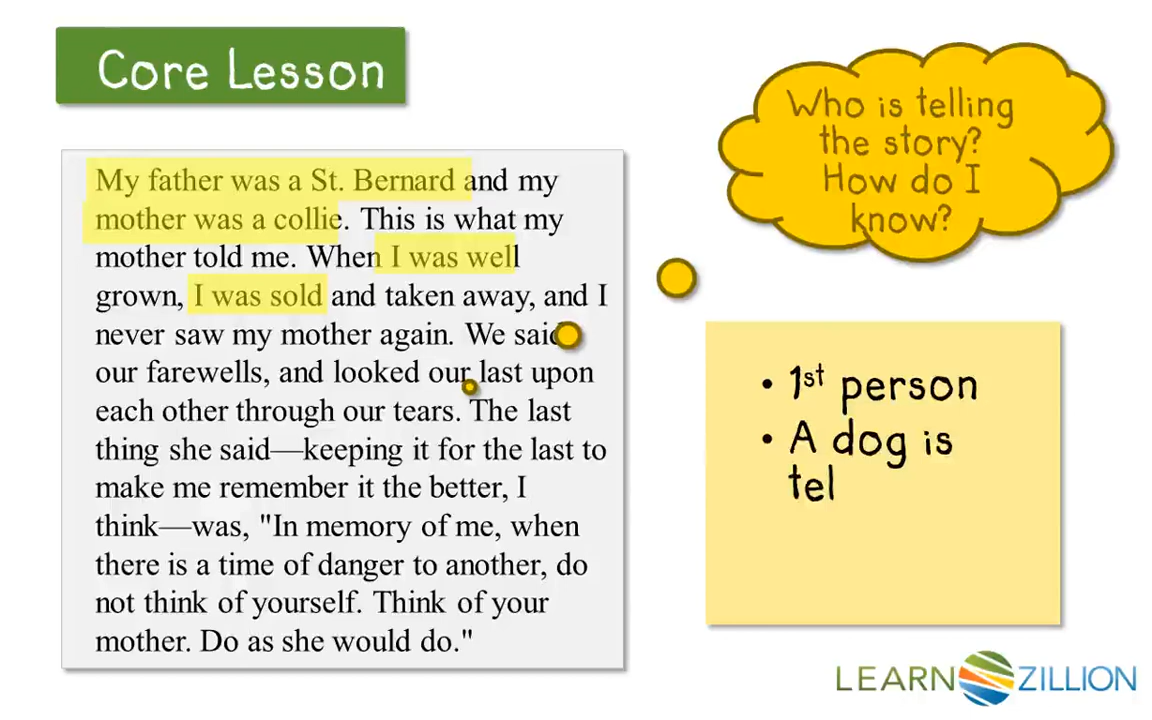 Core Lesson
Who is telling
the story?
How do I
know?
My father was a St. Bernard and my
mother was a collie. This is what my
mother told me. When I was well
grown, I was sold and taken away, and I
never saw my mother again. We said
our farewells, and looked our last upon
each other through our tears. The last
thing she said—keeping it for the last to
make me remember it the better, I
think—was, "In memory of me, when
there is a time of danger to another, do
not think of yourself. Think of your
mother. Do as she would do."
• 1st person
• A dog is
tel
LEARN ZILLION